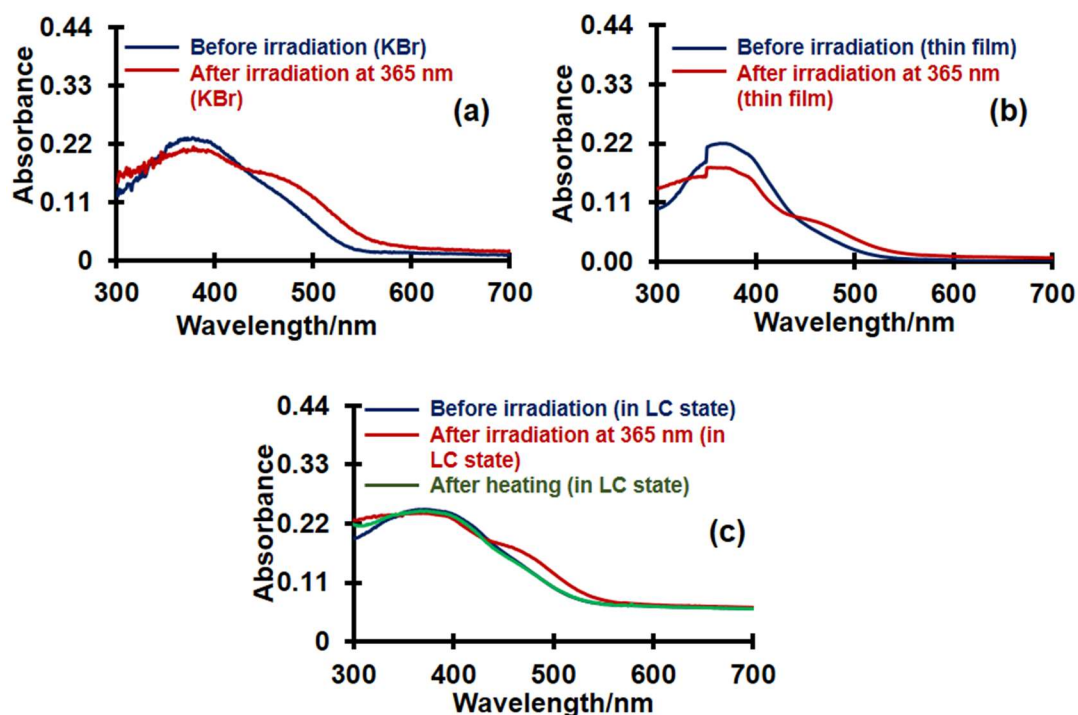 0.44
0.33
0.22
0.11
0
Absorbance
Before irradiation (KBr)
After irradiation at 365 nm
(KBr)
(a)
300 400 500 600 700
Wavelength/nm
0.44
0.33
0.22
0.11
0.00
Absorbance
Before irradiation (thin film)
After irradiation at 365 nm
(thin film)
(b)
300 400 500 600 700
Wavelength/nm
0.44
0.33
0.22
0.11
0
Absorbance
Before irradiation (in LC state)
After irradiation at 365 nm (in
LC state)
After heating (in LC state)
(c)
300 400 500 600 700
Wavelength/nm